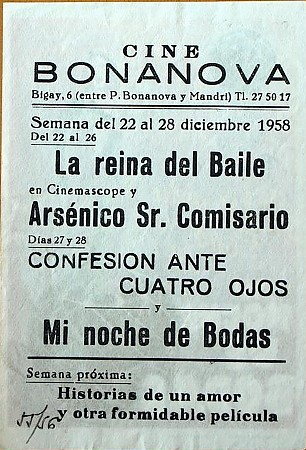 CINE
BONANOVA
Bigay, 6 (entre P. Bonanova y Mandri) Tl. 27 50 17
Semana del 22 al 28 diciembre 1958
Del 22 al 26
La reina del Baile
en Cinemascope y
Arsénico Sr. Comisario
Días 27 y 28
CONFESION ANTE
CUATRO OJOS
y
Mi noche de Bodas
Semana próxima:
Historias de un amor
y otra formidable película